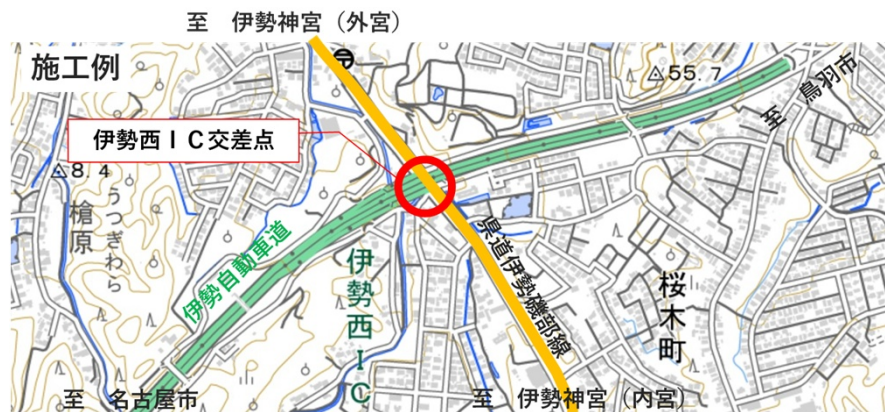 至 伊勢神宮（外宮）
施工例
55.7
至 鳥羽市
伊勢西ＩＣ交差点
8.4
うつぎわら
檜原
伊勢自動車道
伊勢西ＩＣ
県道伊勢磯部線
桜木町
至 名古屋市
至 伊勢神宮（内宮）